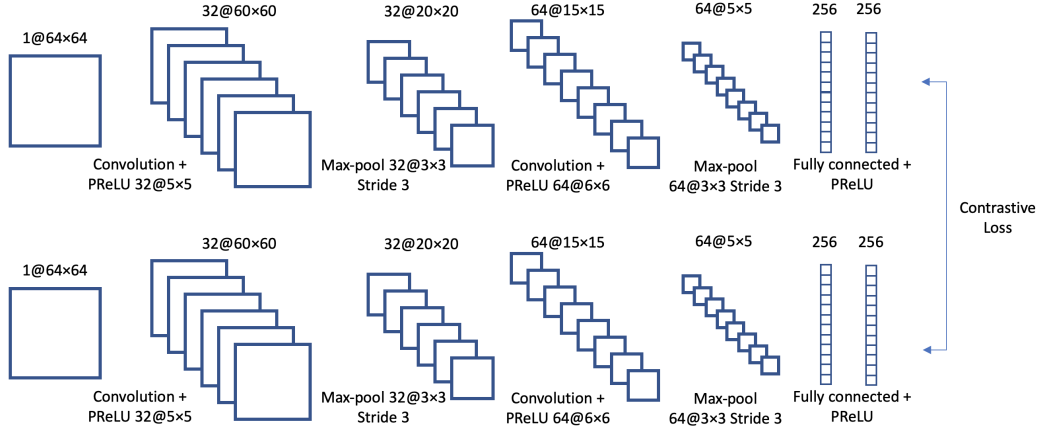 1@64×64
32@60×60
32@20×20
64@15×15
64@5×5
256
256
Convolution +
PReLU 32@5×5
Max-pool 32@3×3
Stride 3
Convolution +
PReLU 64@6×6
Max-pool
64@3×3 Stride 3
Fully connected +
PReLU
Contrastive
Loss
1@64×64
32@60×60
32@20×20
64@15×15
64@5×5
256
256
Convolution +
PReLU 32@5×5
Max-pool 32@3×3
Stride 3
Convolution +
PReLU 64@6×6
Max-pool
64@3×3 Stride 3
Fully connected +
PReLU